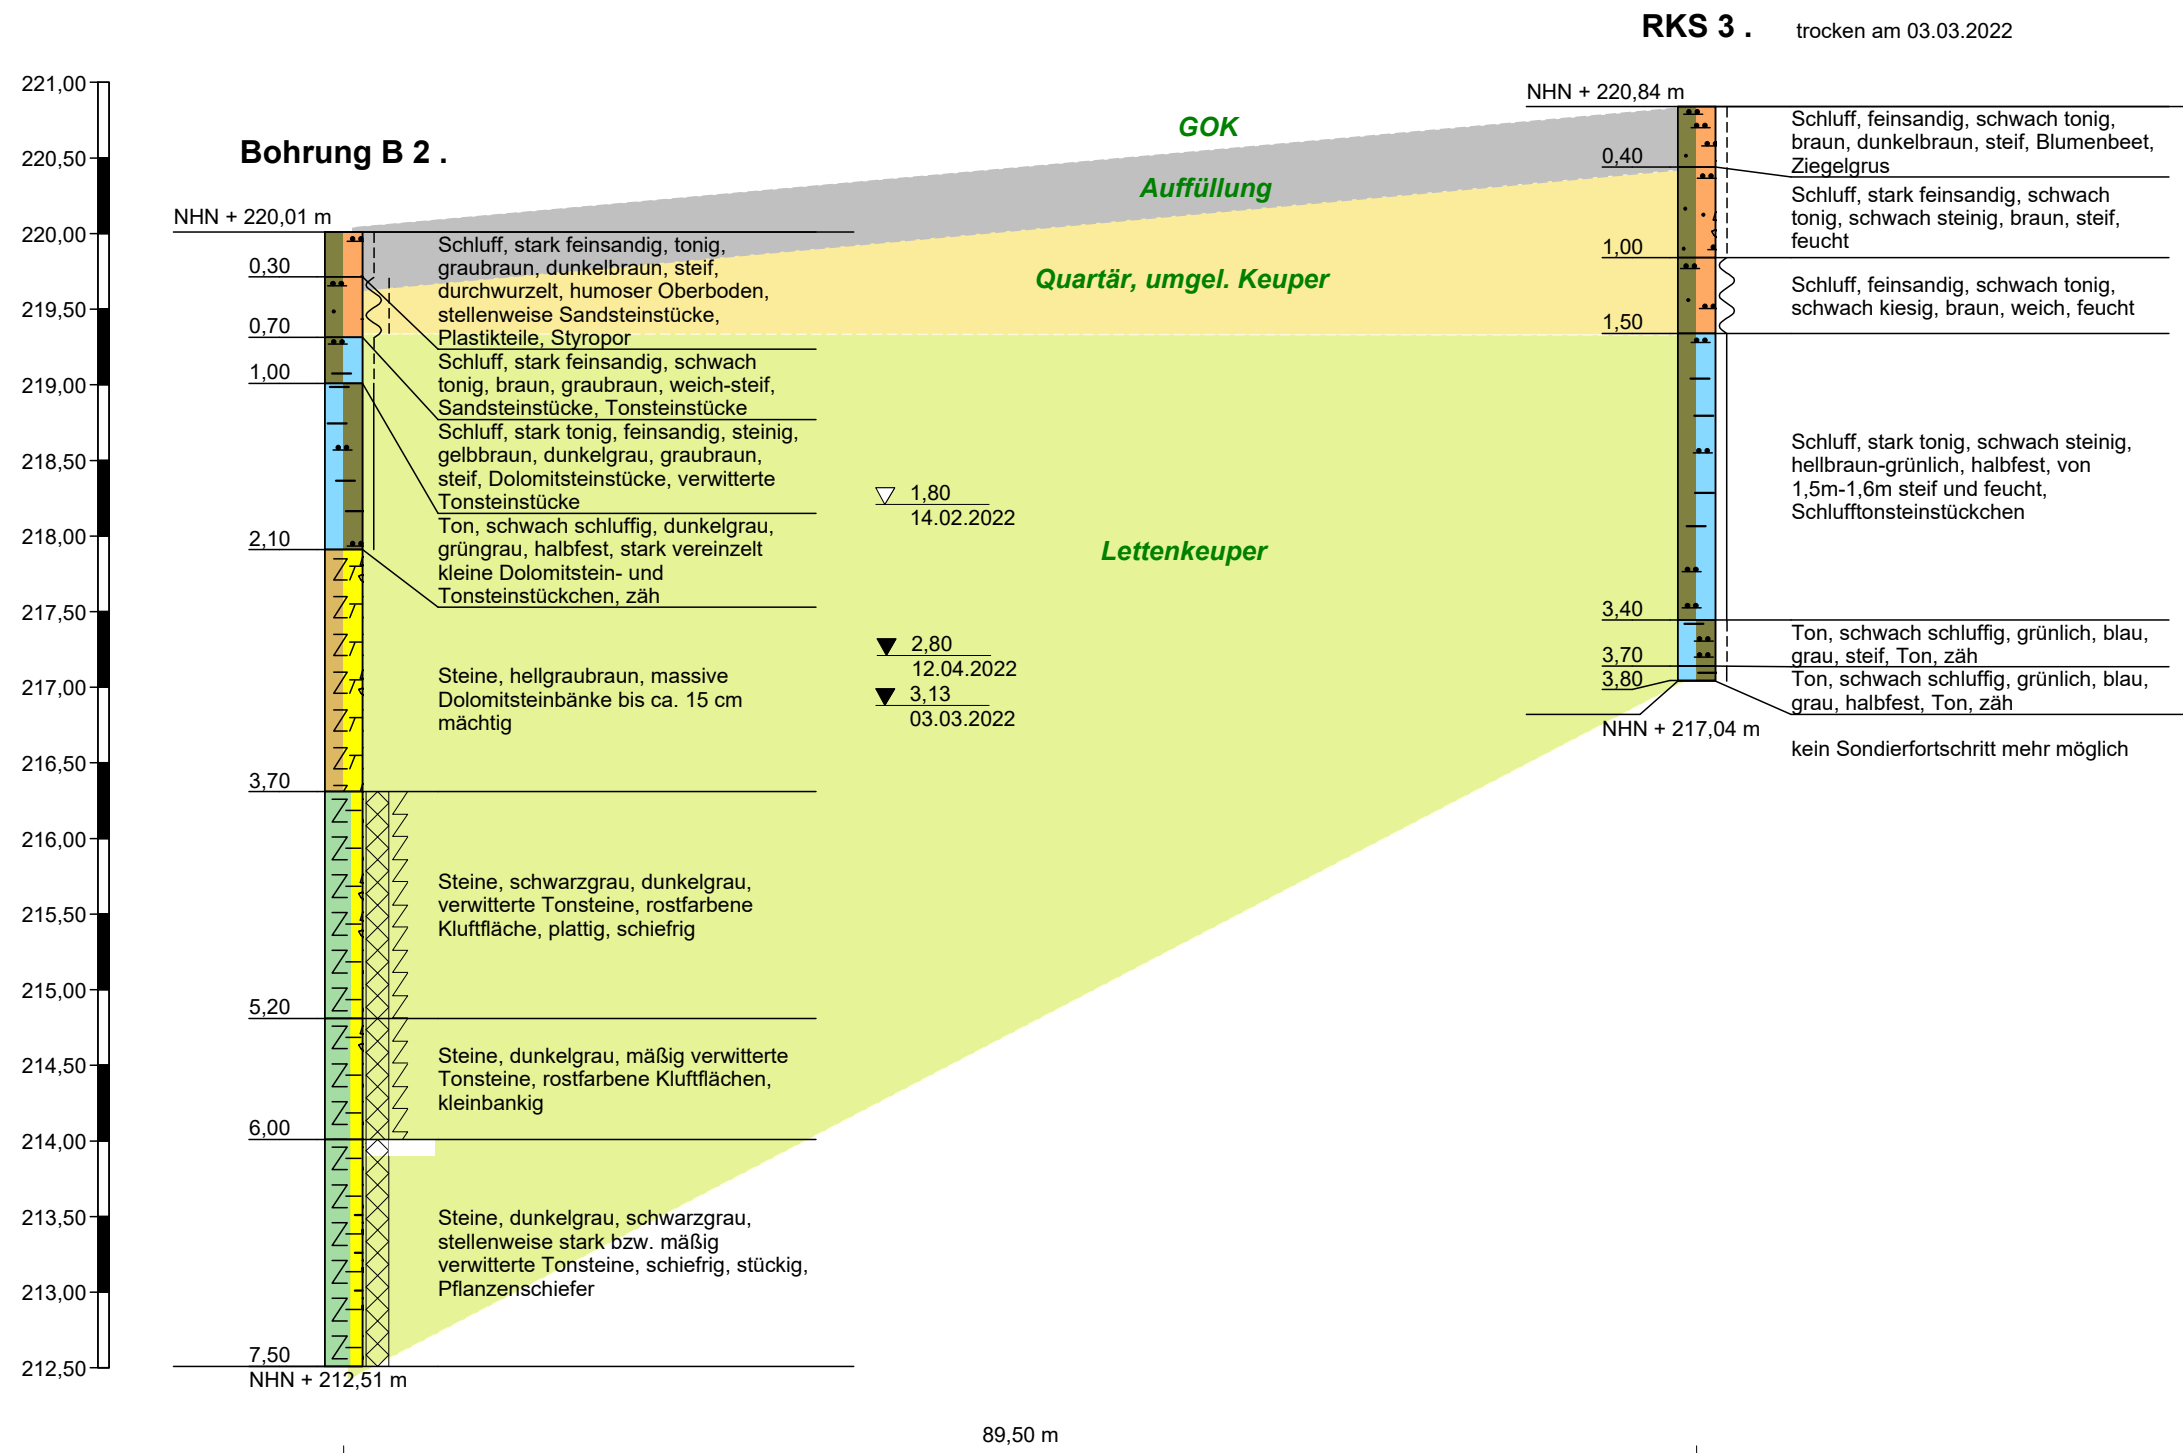 RKS 3 .
trocken am 03.03.2022
221,00
220,50
220,00
219,50
219,00
218,50
218,00
217,50
217,00
216,50
216,00
215,50
215,00
214,50
214,00
213,50
213,00
212,50
Bohrung B 2 .
NHN + 220,01 m
0,30
0,70
1,00
2,10
3,70
5,20
6,00
7,50
NHN + 212,51 m
Schluff, stark feinsandig, tonig,
graubraun, dunkelbraun, steif,
durchwurzelt, humoser Oberboden,
stellenweise Sandsteinstücke,
Plastikteile, Styropor
Schluff, stark feinsandig, schwach
tonig, braun, graubraun, weich-steif,
Sandsteinstücke, Tonsteinstücke
Schluff, stark tonig, feinsandig, steinig,
gelbbraun, dunkelgrau, graubraun,
steif, Dolomitsteinstücke, verwitterte
Tonsteinstücke
Ton, schwach schluffig, dunkelgrau,
grüngrau, halbfest, stark vereinzelt
kleine Dolomitstein- und
Tonsteinstückchen, zäh
Steine, hellgraubraun, massive
Dolomitsteinbänke bis ca. 15 cm
mächtig
Steine, schwarzgrau, dunkelgrau,
verwitterte Tonsteine, rostfarbene
Kluftfläche, plattig, schiefrig
Steine, dunkelgrau, mäßig verwitterte
Tonsteine, rostfarbene Kluftflächen,
kleinbankig
Steine, dunkelgrau, schwarzgrau,
stellenweise stark bzw. mäßig
verwitterte Tonsteine, schiefrig, stückig,
Pflanzenschiefer
GOK
Auffüllung
Quartär, umgel. Keuper
1,80
14.02.2022
Lettenkeuper
2,80
12.04.2022
3,13
03.03.2022
NHN + 220,84 m
0,40
1,00
1,50
3,40
3,70
3,80
NHN + 217,04 m
Schluff, feinsandig, schwach tonig,
braun, dunkelbraun, steif, Blumenbeet,
Ziegelgrus
Schluff, stark feinsandig, schwach
tonig, schwach steinig, braun, steif,
feucht
Schluff, feinsandig, schwach tonig,
schwach kiesig, braun, weich, feucht
Schluff, stark tonig, schwach steinig,
hellbraun-grünlich, halbfest, von
1,5m-1,6m steif und feucht,
Schlufftonsteinstückchen
Ton, schwach schluffig, grünlich, blau,
grau, steif, Ton, zäh
Ton, schwach schluffig, grünlich, blau,
grau, halbfest, Ton, zäh
kein Sondierfortschritt mehr möglich
89,50 m